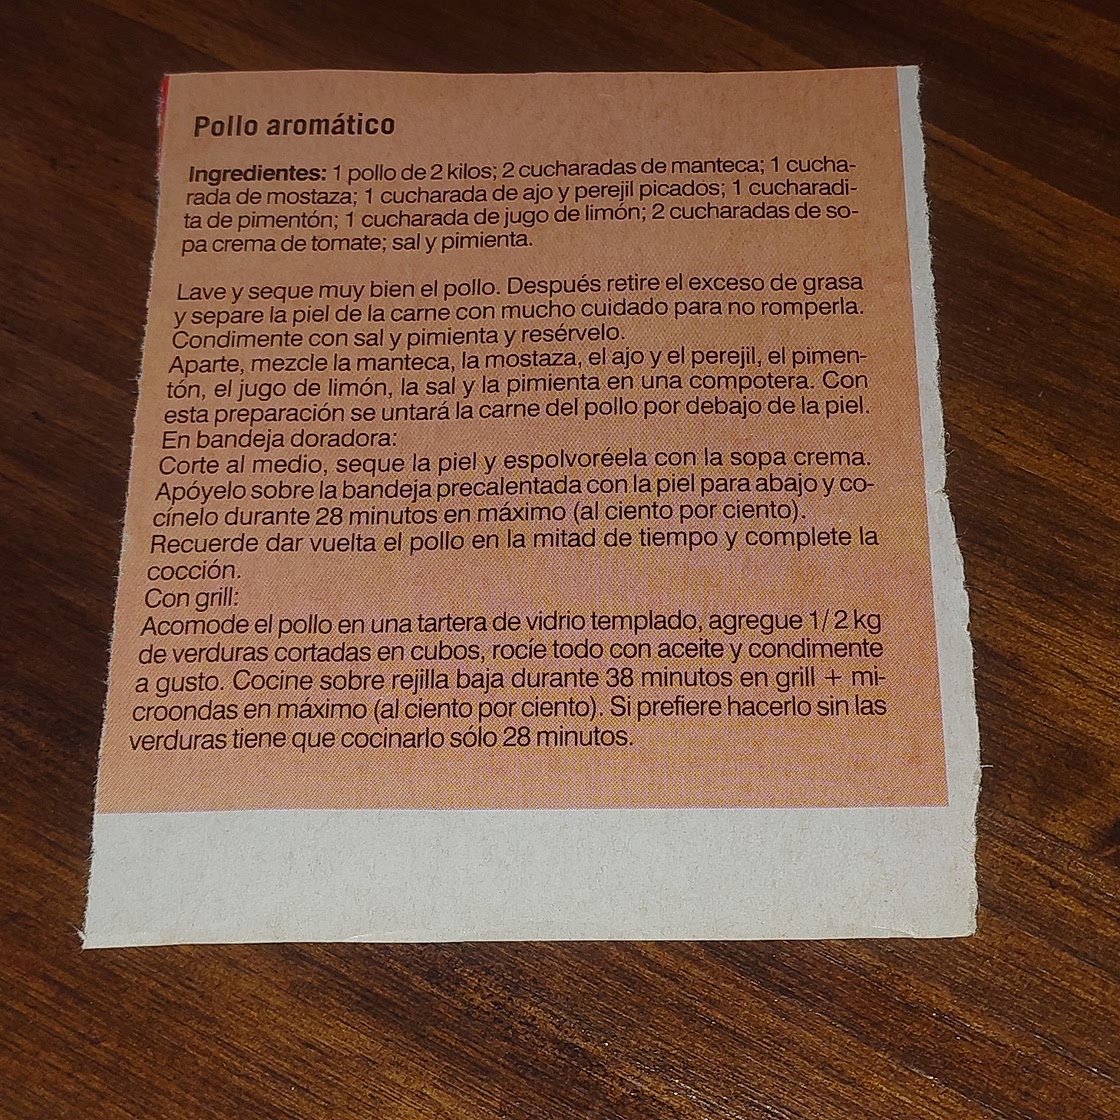 Pollo aromático
Ingredientes: 1 pollo de 2 kilos; 2 cucharadas de manteca; 1 cucha-
rada de mostaza; 1 cucharada de ajo y perejil picados; 1 cucharadi-
ta de pimentón; 1 cucharada de jugo de limón; 2 cucharadas de so-
pa crema de tomate; sal y pimienta.
Lave y seque muy bien el pollo. Después retire el exceso de grasa
y separe la piel de la carne con mucho cuidado para no romperla.
Condimente con sal y pimienta y resérvelo.
Aparte, mezcle la manteca, la mostaza, el ajo y el perejil, el pimen-
tón, el jugo de limón, la sal y la pimienta en una compotera. Con
esta preparación se untará la carne del pollo por debajo de la piel.
En bandeja doradora:
Corte al medio, seque la piel y espolvoréela con la sopa crema.
Apóyelo sobre la bandeja precalentada con la piel para abajo y co-
cínelo durante 28 minutos en máximo (al ciento por ciento).
Recuerde dar vuelta el pollo en la mitad de tiempo y complete la
cocción.
Con grill:
Acomode el pollo en una tartera de vidrio templado, agregue 1/ 2 kg
de verduras cortadas en cubos, rocíe todo con aceite y condimente
a gusto. Cocine sobre rejilla baja durante 38 minutos en grill + mi-
croondas en máximo (al ciento por ciento). Si prefiere hacerlo sin las
verduras tiene que cocinarlo sólo 28 minutos.